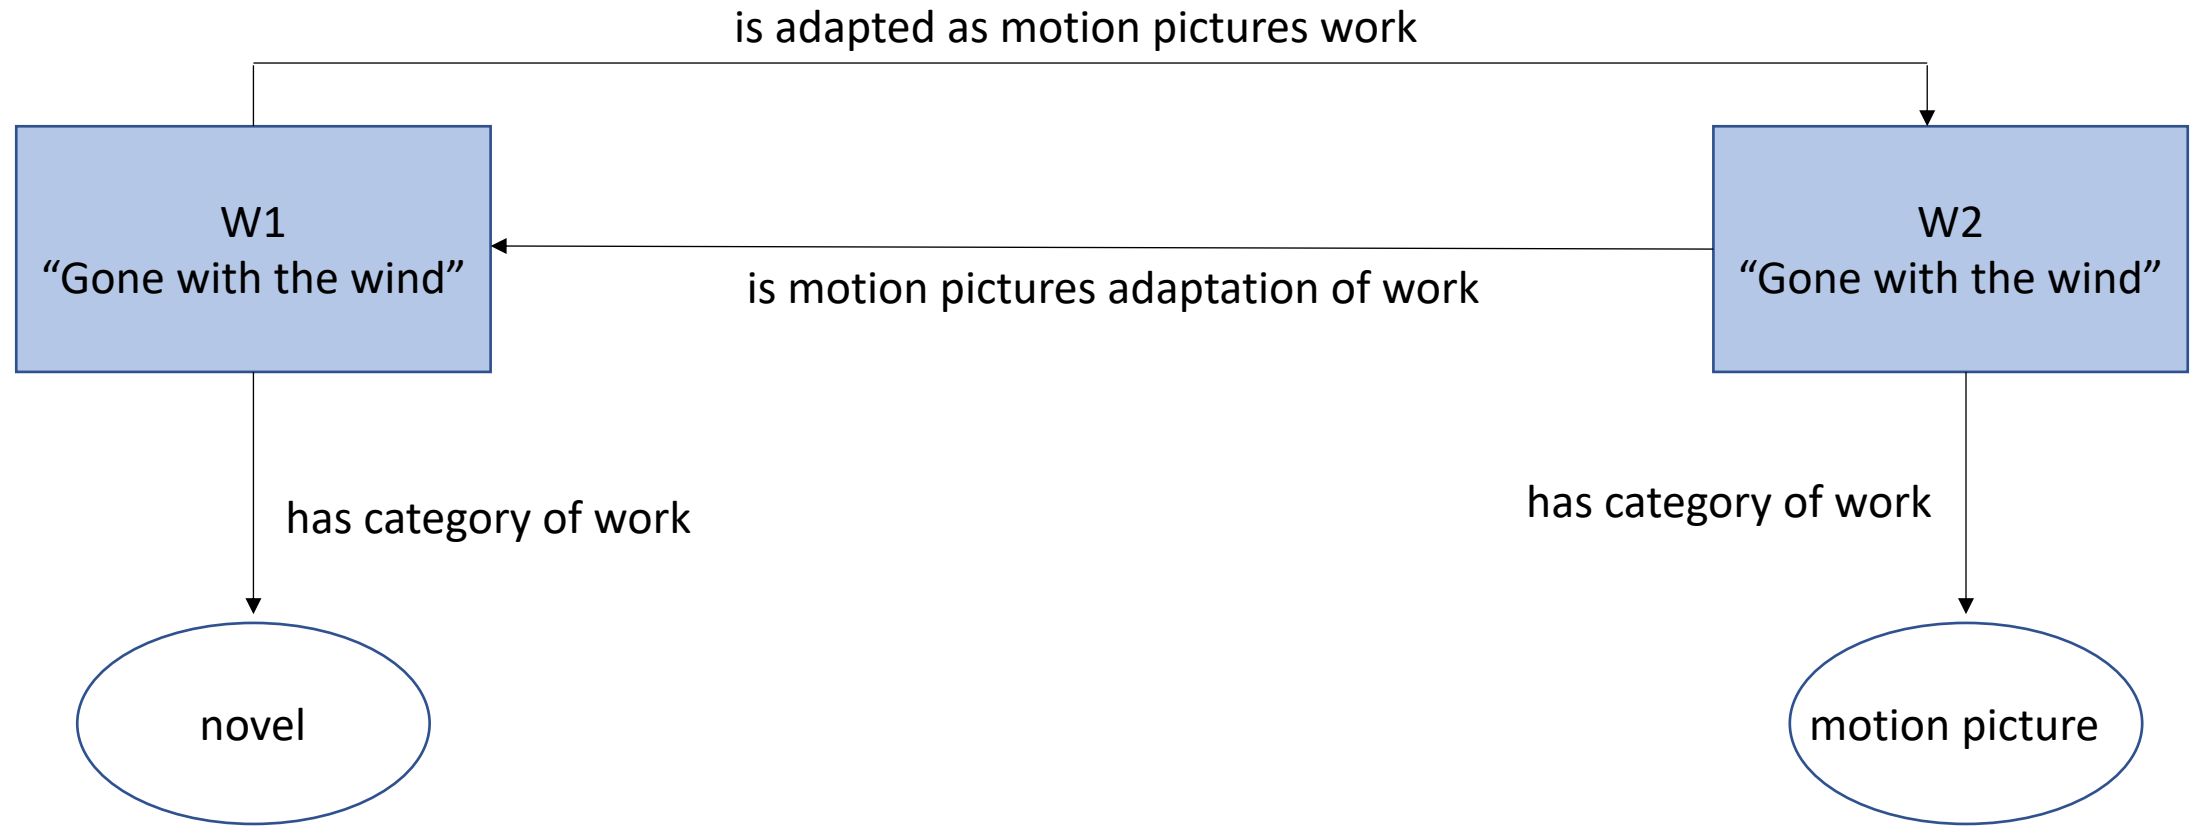 is adapted as motion pictures work
W1
“Gone with the wind”
W2
“Gone with the wind”
is motion pictures adaptation of work
has category of work
has category of work
novel
motion picture